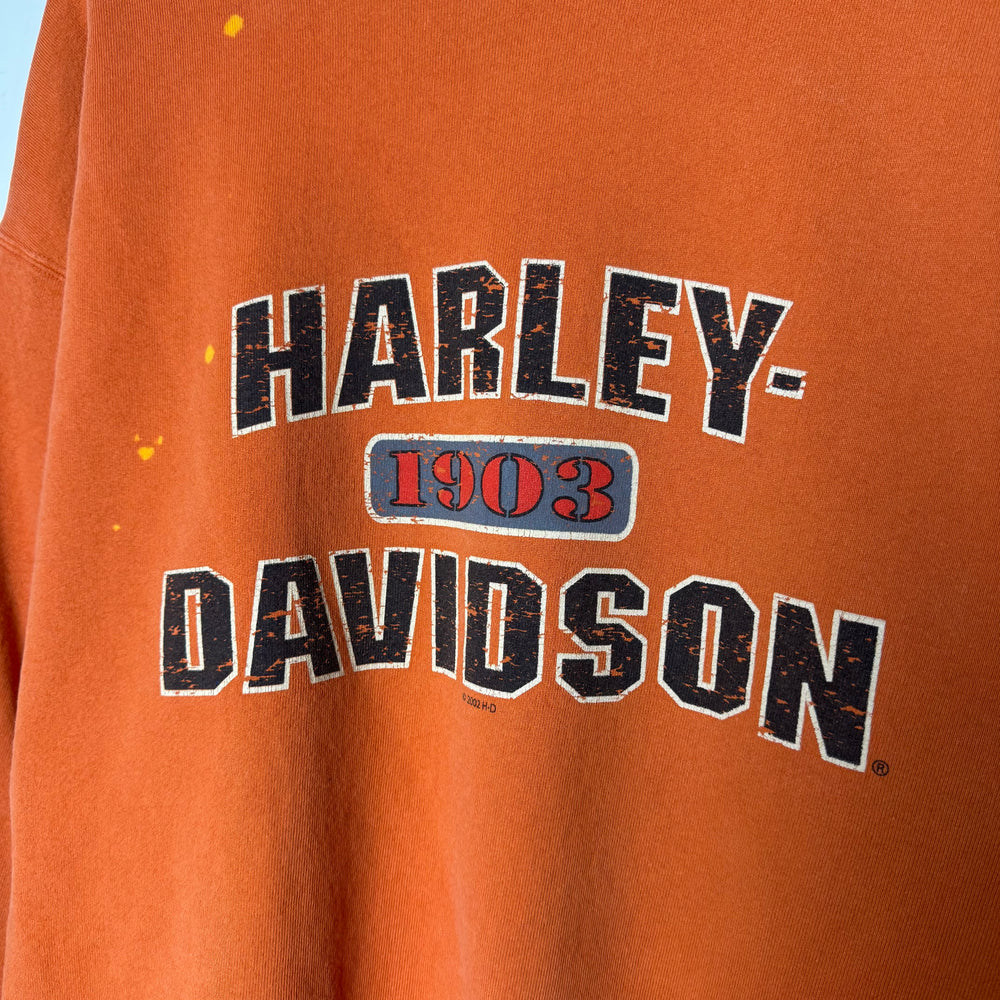 HARLEY-
1903
DAVIDSON
© 2002 H-D
®